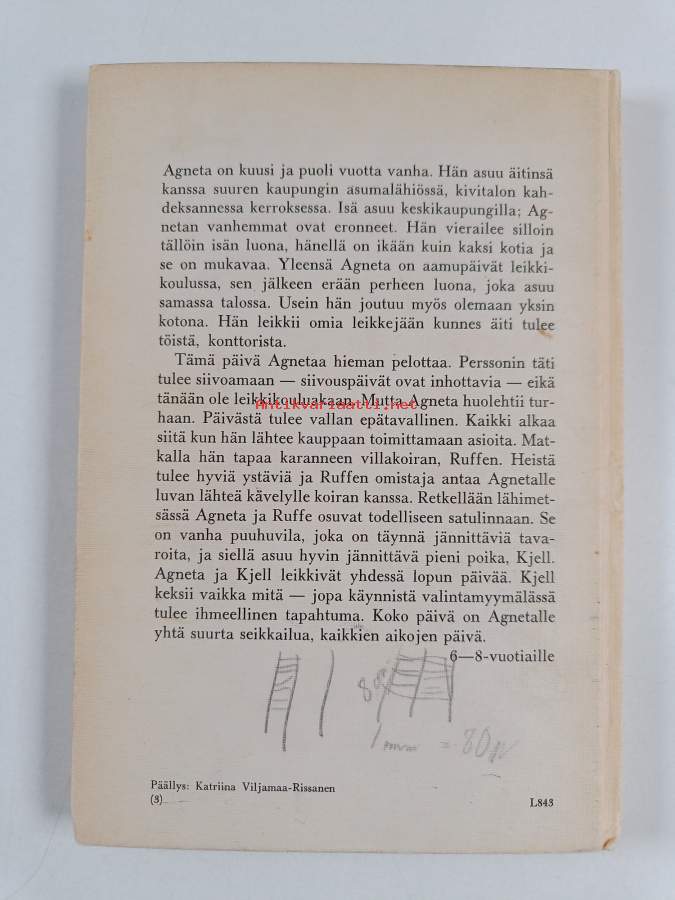 Agneta on kuusi ja puoli vuotta vanha. Hän asuu äitinsä
kanssa suuren kaupungin asumalähiössä, kivitalon kah-
deksannessa kerroksessa. Isä asuu keskikaupungilla; Ag-
netan vanhemmat ovat eronneet. Hän vierailee silloin
tällöin isän luona, hänellä on ikään kuin kaksi kotia ja
se on mukavaa. Yleensä Agneta on aamupäivät leikki-
koulussa, sen jälkeen erään perheen luona, joka asuu
samassa talossa. Usein hän joutuu myös olemaan yksin
kotona. Hän leikkii omia leikkejään kunnes äiti tulee
töistä, konttorista.
Tämä päivä Agnetaa hieman pelottaa. Perssonin täti
tulee siivoamaan — siivouspäivät ovat inhottavia — eikä
tänään ole leikkikouluakaan. Mutta Agneta huolehtii tur-
Antikvariaatti.net
haan. Päivästä tulee vallan epätavallinen. Kaikki alkaa
siitä kun hän lähtee kauppaan toimittamaan asioita. Mat-
kalla hän tapaa karanneen villakoiran, Ruffen. Heistä
tulee hyviä ystäviä ja Ruffen omistaja antaa Agnetalle
luvan lähteä kävelylle koiran kanssa. Retkellään lähimet-
sässä Agneta ja Ruffe osuvat todelliseen satulinnaan. Se
on vanha puuhuvila, joka on täynnä jännittäviä tava-
roita, ja siellä asuu hyvin jännittävä pieni poika, Kjell.
Agneta ja Kjell leikkivät yhdessä lopun päivää. Kjell
keksii vaikka mitä — jopa käynnistä valintamyymälässä
tulee ihmeellinen tapahtuma. Koko päivä on Agnetalle
yhtä suurta seikkailua, kaikkien aikojen päivä.
6—8-vuotiaille
= 80
Päällys: Katriina Viljamaa-Rissanen
(3)
L843